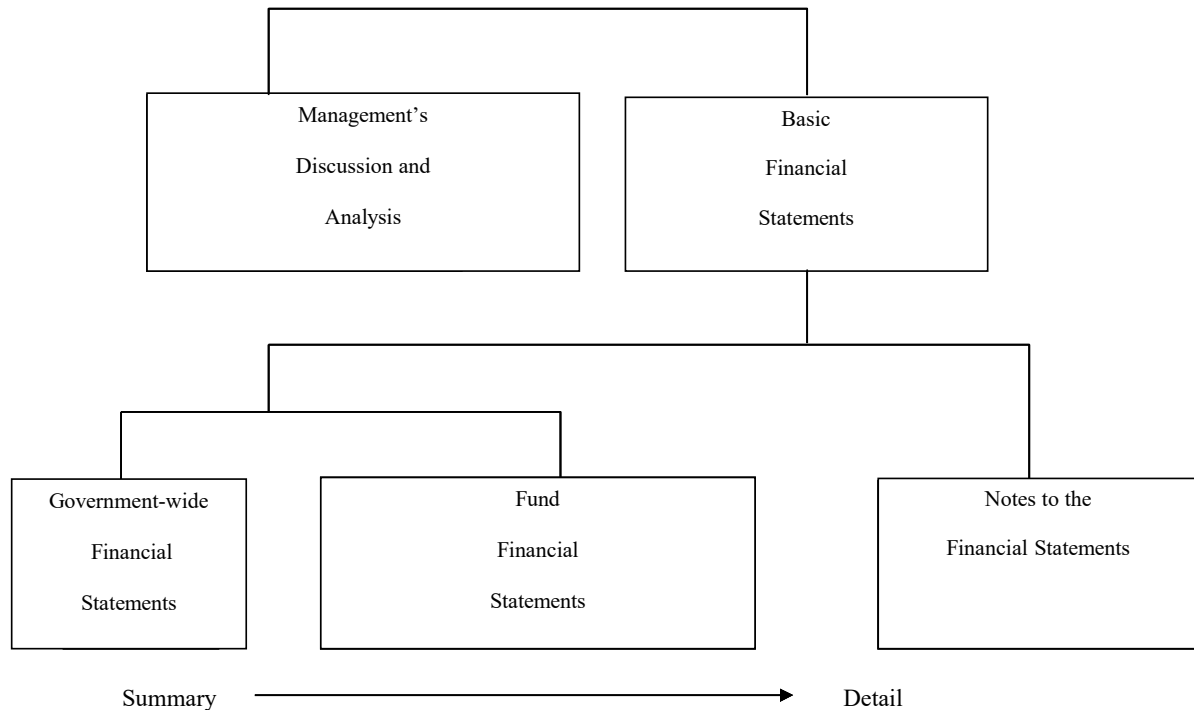 Management’s
Discussion and
Analysis
Basic
Financial
Statements
Government-wide
Financial
Statements
Fund
Financial
Statements
Notes to the
Financial Statements
Summary
Detail